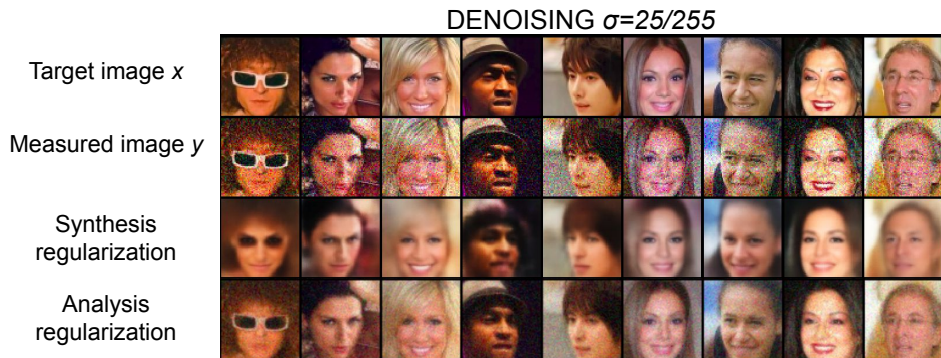 DENOISING σ=25/255
Target image x
Measured image y
Synthesis
regularization
Analysis
regularization